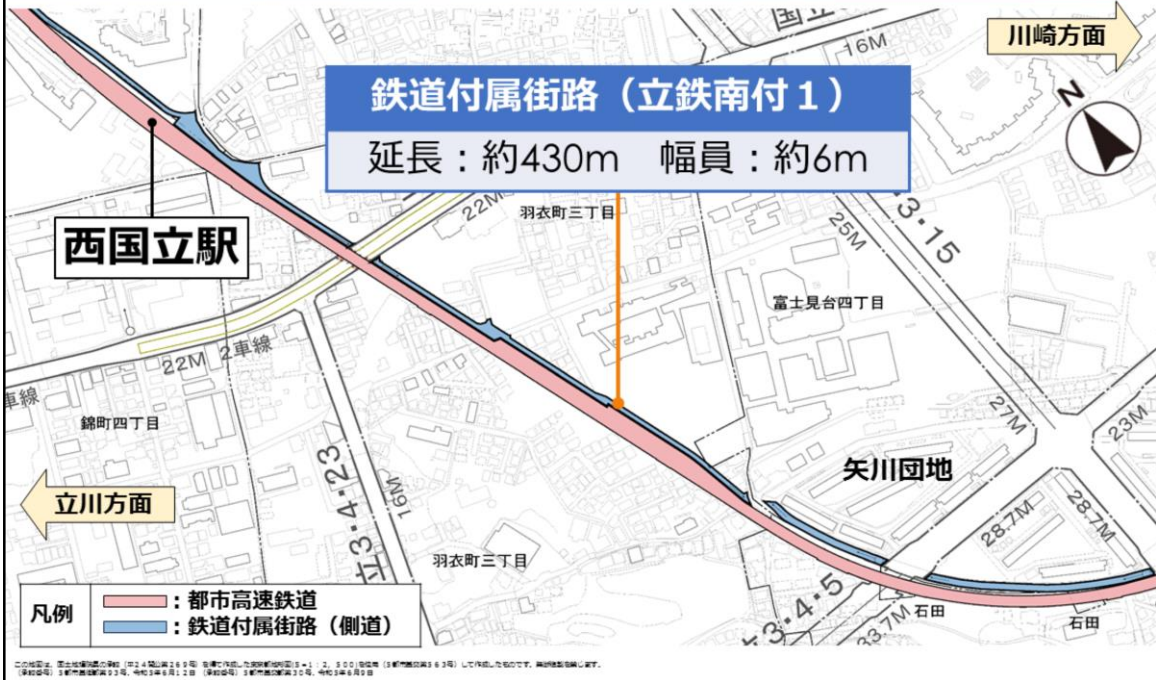 国立
16M
川崎方面
N
鉄道付属街路(立鉄南付1)
延長:約430m 幅員:約6m
西国立駅
22M
羽衣町三丁目
25M
3・15
富士見台四丁目
22M 2車線
車線
錦町四丁目
27M
23M
矢川団地
立川方面
立3・4・23
16M
28.7M
28.7M
羽衣町三丁目
3・4・5
33.7M
石田
石田
凡例
:都市高速鉄道
:鉄道付属街路(側道)